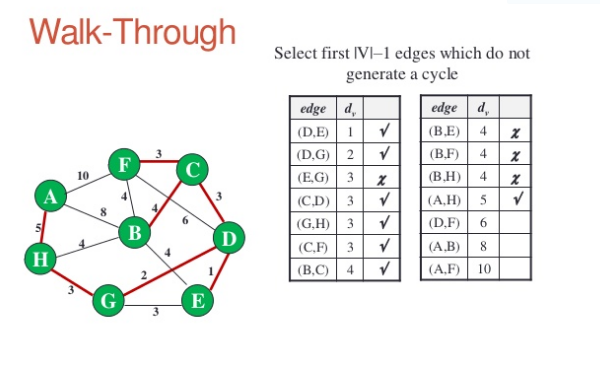 Walk-Through
Select first |V|–1 edges which do not
generate a cycle
edge dv
(D,E) 1 √
(D,G) 2 √
(E,G) 3 χ
(C,D) 3 √
(G,H) 3 √
(C,F) 3 √
(B,C) 4 √
edge dv
(B,E) 4 χ
(B,F) 4 χ
(B,H) 4 χ
(A,H) 5 √
(D,F) 6
(A,B) 8
(A,F) 10
3
F
C
10
A
4
4
3
8
6
5
B
D
H
4
4
2
1
3
G
E
3